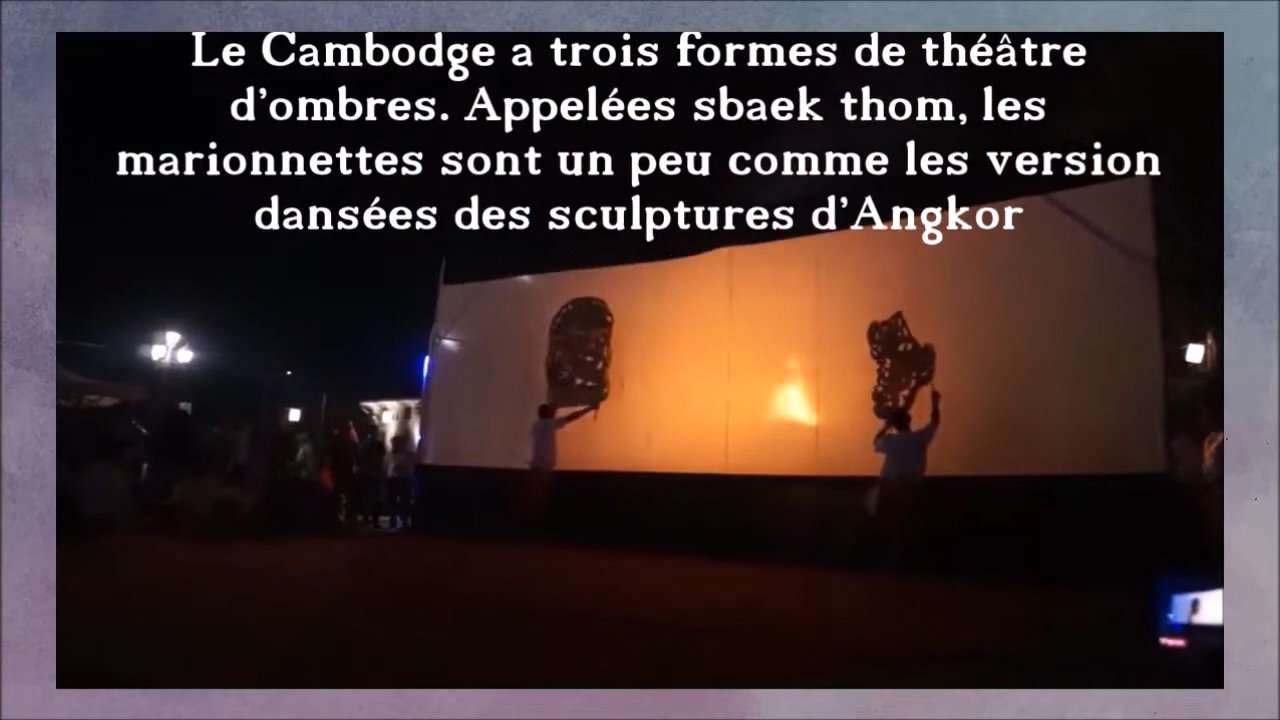 Le Cambodge a trois formes de théâtre
d'ombres. Appelées sbaek thom, les
marionnettes sont un peu comme les version
dansées des sculptures d'Angkor